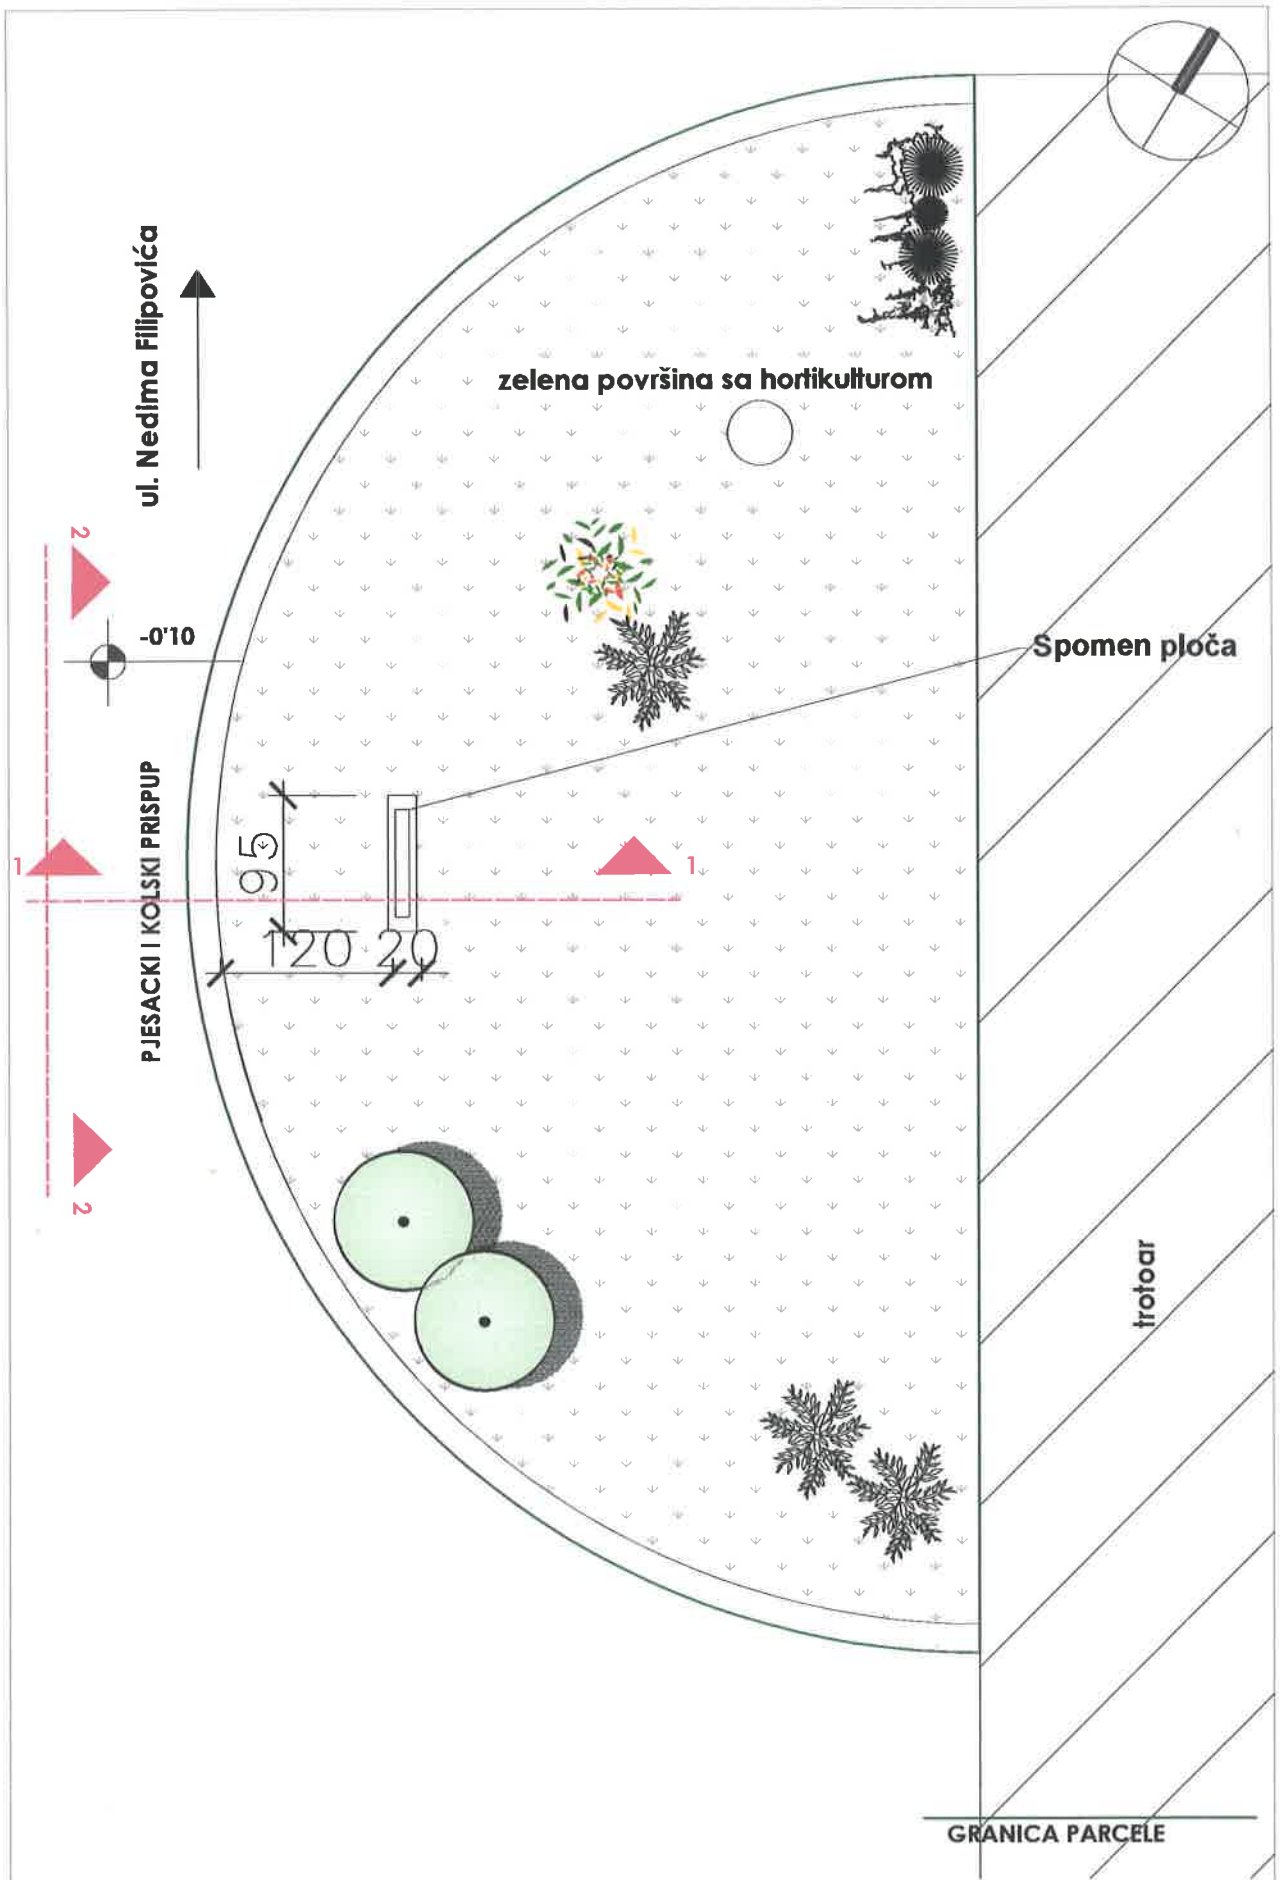 ul. Nedima Filipovića
zelena površina sa hortikulturom
2
-0'10
Spomen ploča
PJESACKI I KOLSKI PRISPUP
95
1
1
120 20
2
trotoar
GRANICA PARCELE